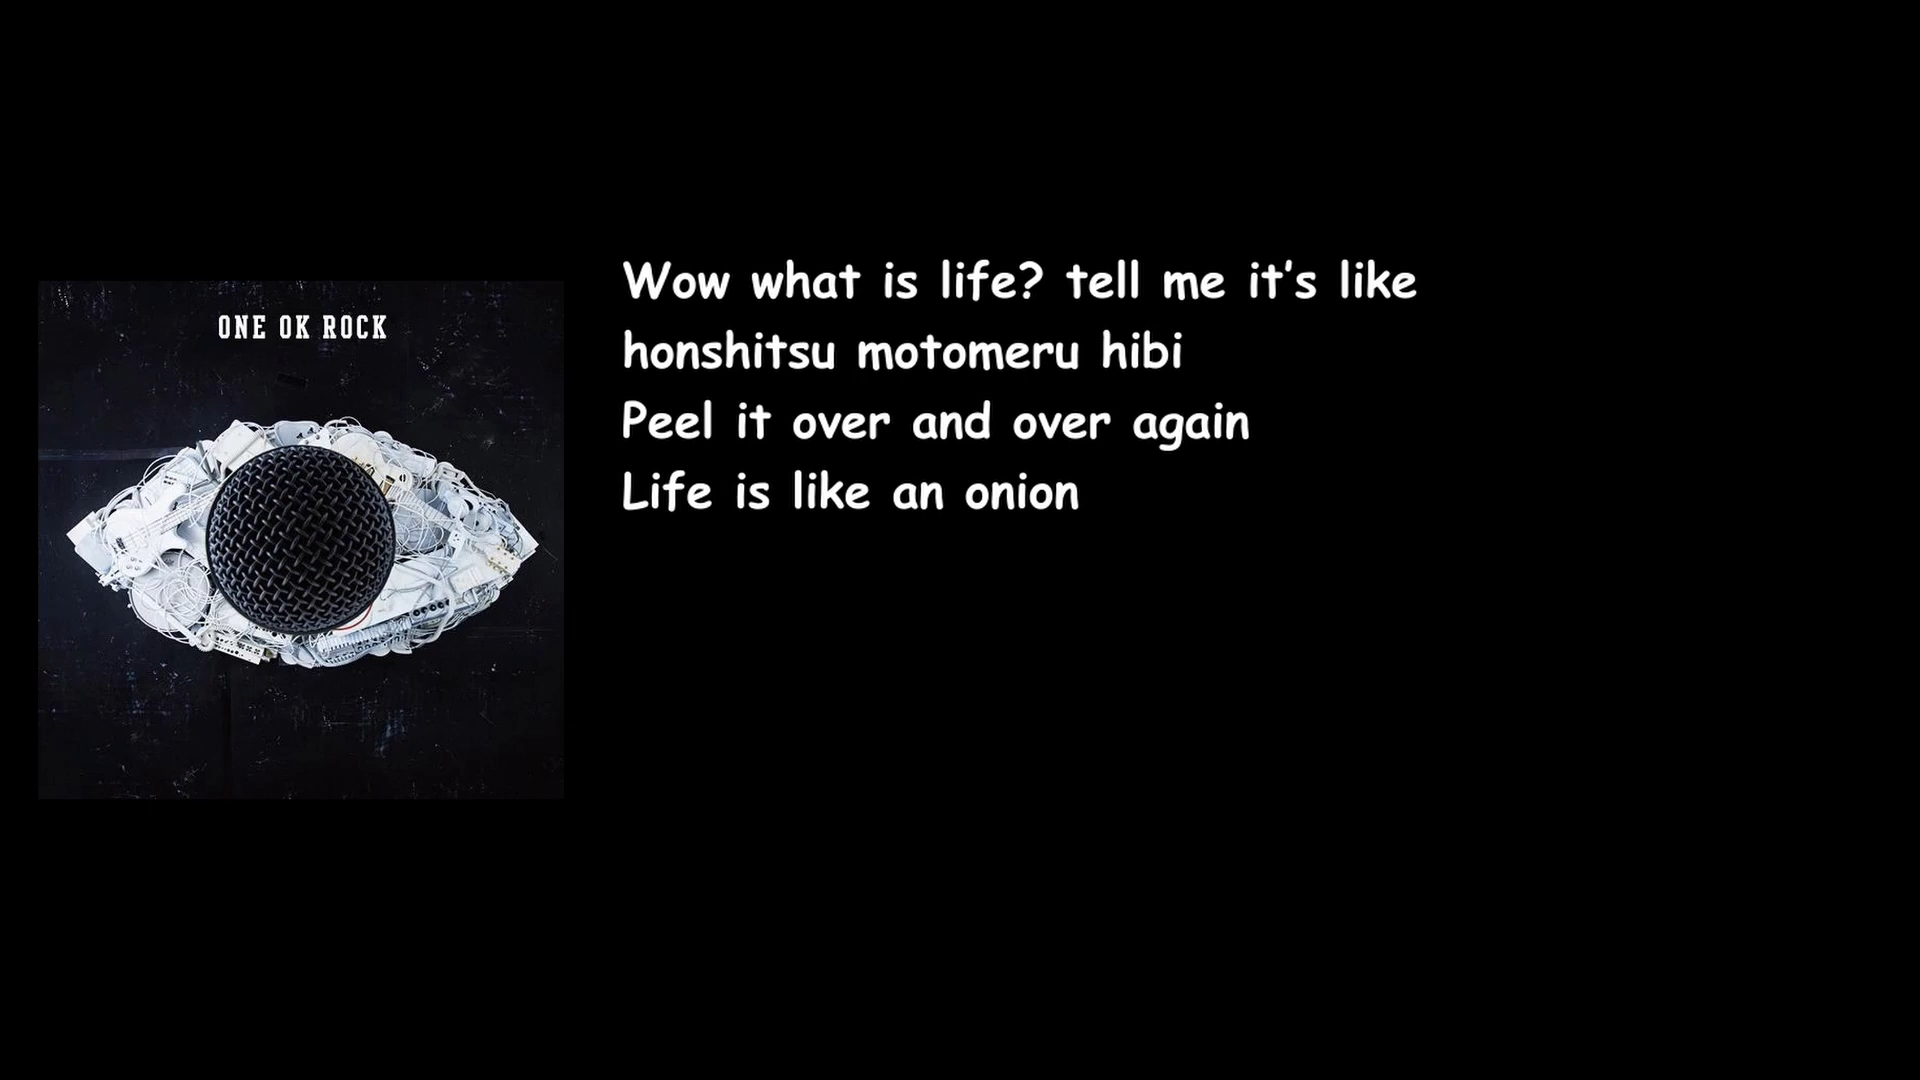 ONE OK ROCK
Wow what is life? tell me it's like
honshitsu motomeru hibi
Peel it over and over again
Life is like an onion